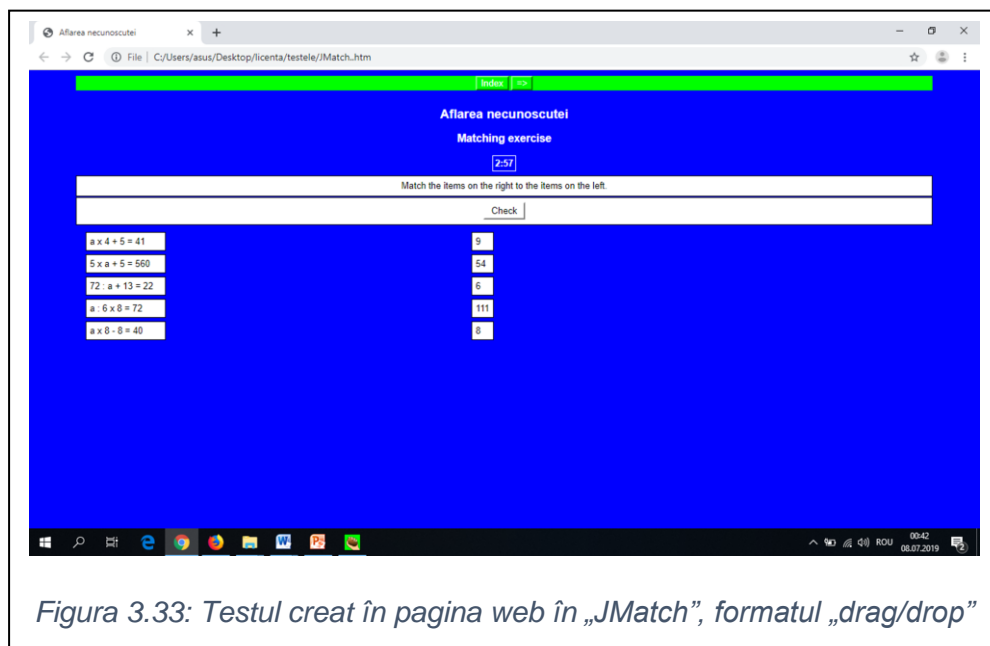 Aflarea necunoscutei
File | C:/Users/asus/Desktop/licenta/testele/JMatch..htm
Index =>
Aflarea necunoscutei
Matching exercise
2:57
Match the items on the right to the items on the left.
Check
a x 4 + 5 = 41 9
5 x a + 5 = 560 54
72 : a + 13 = 22 6
a : 6 x 8 = 72 111
a x 8 - 8 = 40 8
ROU 00:42
08.07.2019
Figura 3.33: Testul creat în pagina web în „JMatch”, formatul „drag/drop”